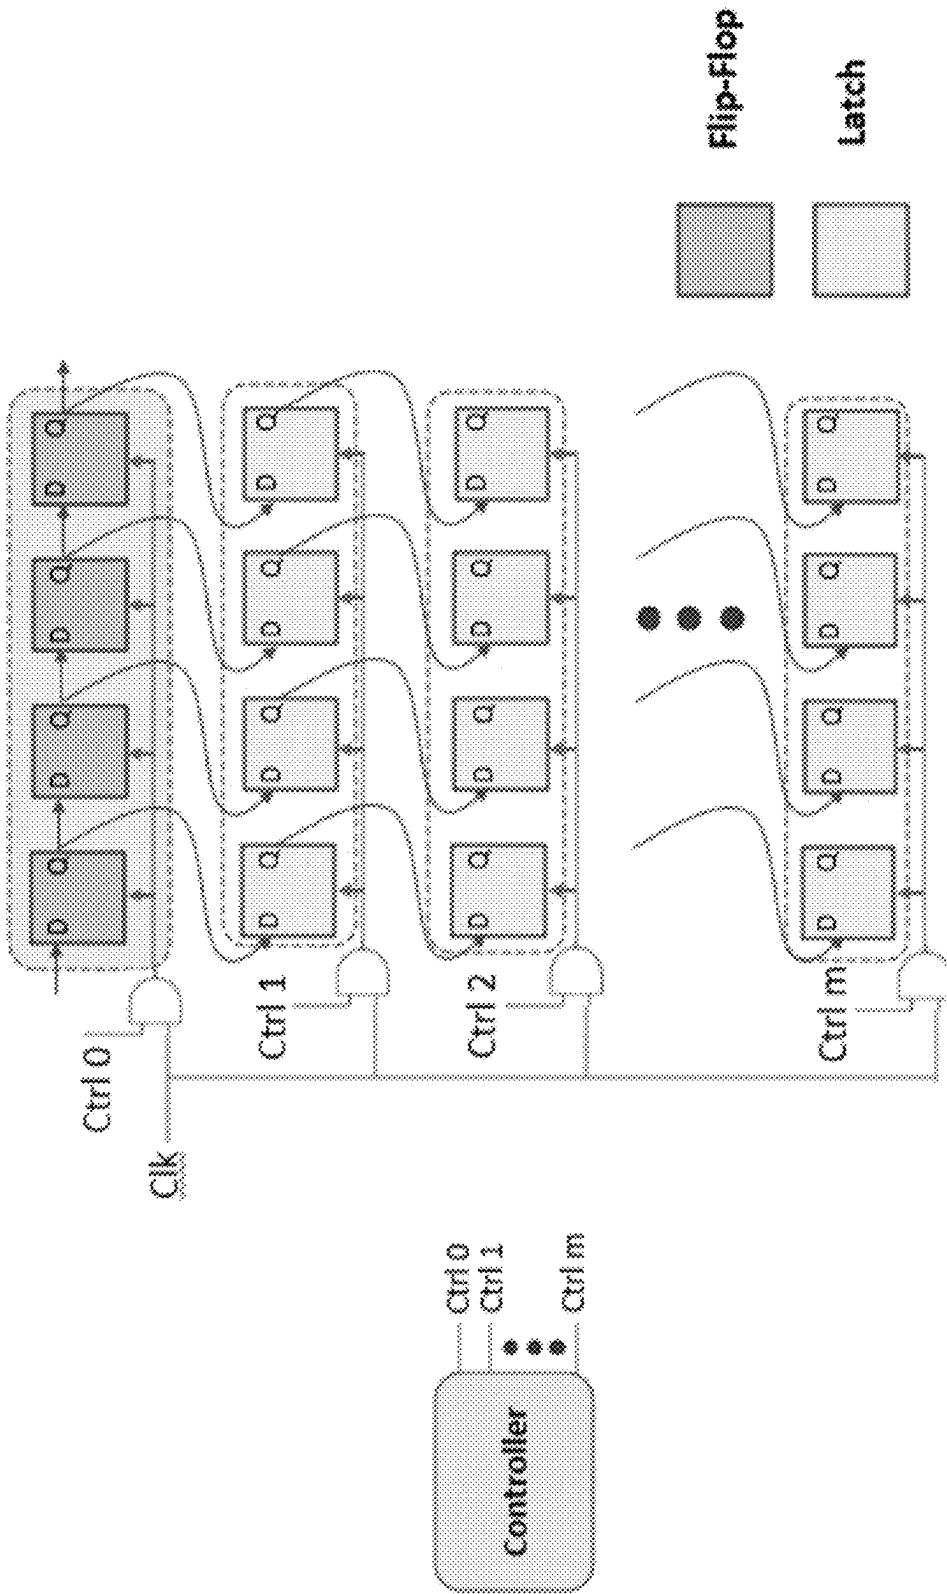 Controller
Ctrl 0
Ctrl 1
Ctrl m
Clk
Ctrl 0
D Q D Q D Q D Q
Ctrl 1
D Q D Q D Q D Q
Ctrl 2
D Q D Q D Q D Q
Ctrl m
D Q D Q D Q D Q
Flip-Flop
Latch